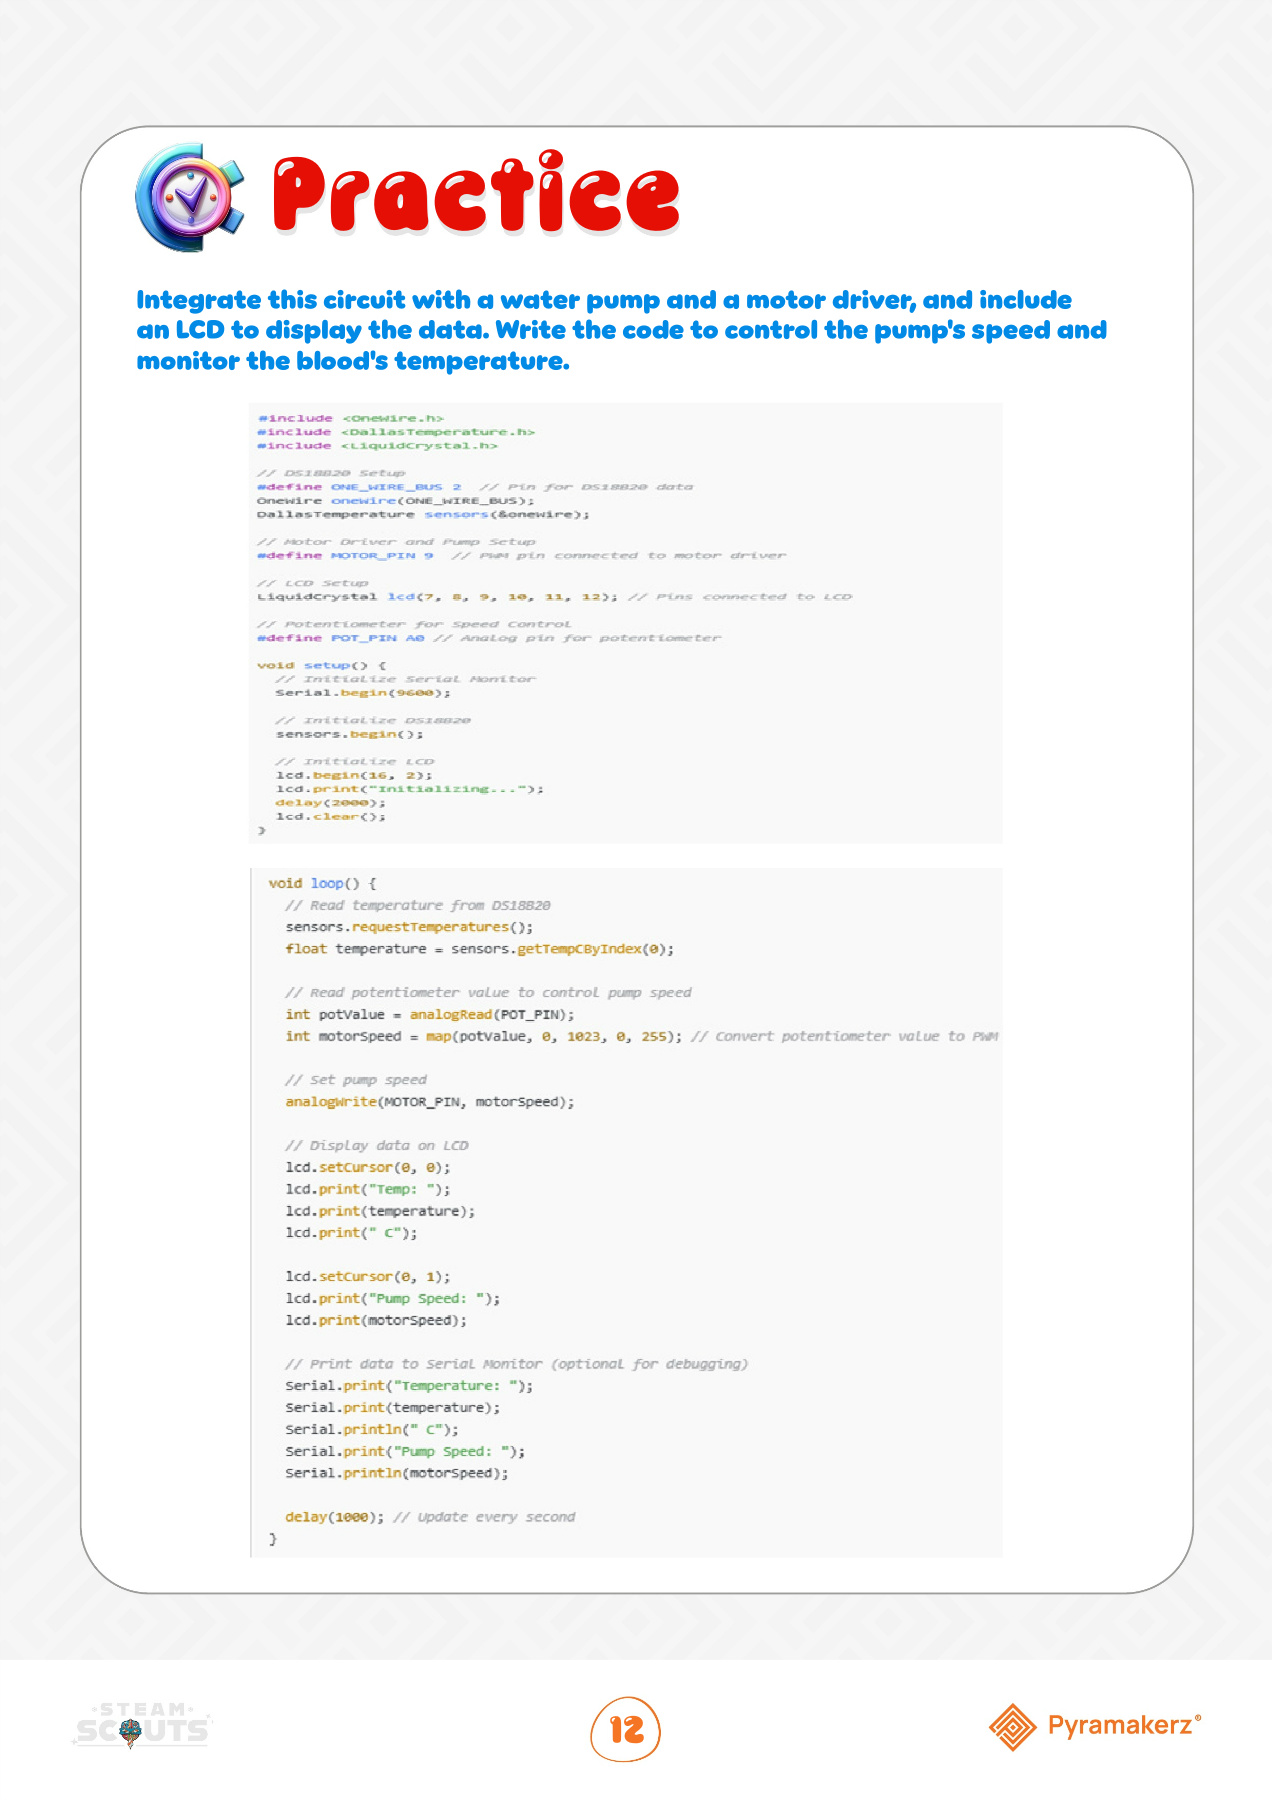 Practice
Integrate this circuit with a water pump and a motor driver, and include
an LCD to display the data. Write the code to control the pump's speed and
monitor the blood's temperature.
#include <OneWire.h>
#include <DallasTemperature.h>
#include <LiquidCrystal.h>
// DS18B20 Setup
#define ONE_WIRE_BUS 2  // Pin for DS18B20 data
OneWire oneWire(ONE_WIRE_BUS);
DallasTemperature sensors(&oneWire);
// Motor Driver and Pump Setup
#define MOTOR_PIN 9  // PWM pin connected to motor driver
// LCD Setup
LiquidCrystal lcd(7, 8, 9, 10, 11, 12); // Pins connected to LCD
// Potentiometer for Speed Control
#define POT_PIN A0 // Analog pin for potentiometer
void setup() {
  // Initialize Serial Monitor
  Serial.begin(9600);
  // Initialize DS18B20
  sensors.begin();
  // Initialize LCD
  lcd.begin(16, 2);
  lcd.print("Initializing...");
  delay(2000);
  lcd.clear();
}
void loop() {
  // Read temperature from DS18B20
  sensors.requestTemperatures();
  float temperature = sensors.getTempCByIndex(0);
  // Read potentiometer value to control pump speed
  int potValue = analogRead(POT_PIN);
  int motorSpeed = map(potValue, 0, 1023, 0, 255); // Convert potentiometer value to PWM
  // Set pump speed
  analogWrite(MOTOR_PIN, motorSpeed);
  // Display data on LCD
  lcd.setCursor(0, 0);
  lcd.print("Temp: ");
  lcd.print(temperature);
  lcd.print(" C");
  lcd.setCursor(0, 1);
  lcd.print("Pump Speed: ");
  lcd.print(motorSpeed);
  // Print data to Serial Monitor (optional for debugging)
  Serial.print("Temperature: ");
  Serial.print(temperature);
  Serial.println(" C");
  Serial.print("Pump Speed: ");
  Serial.println(motorSpeed);
  delay(1000); // Update every second
}
STEAM
SCOUTS
12
Pyramakerz®